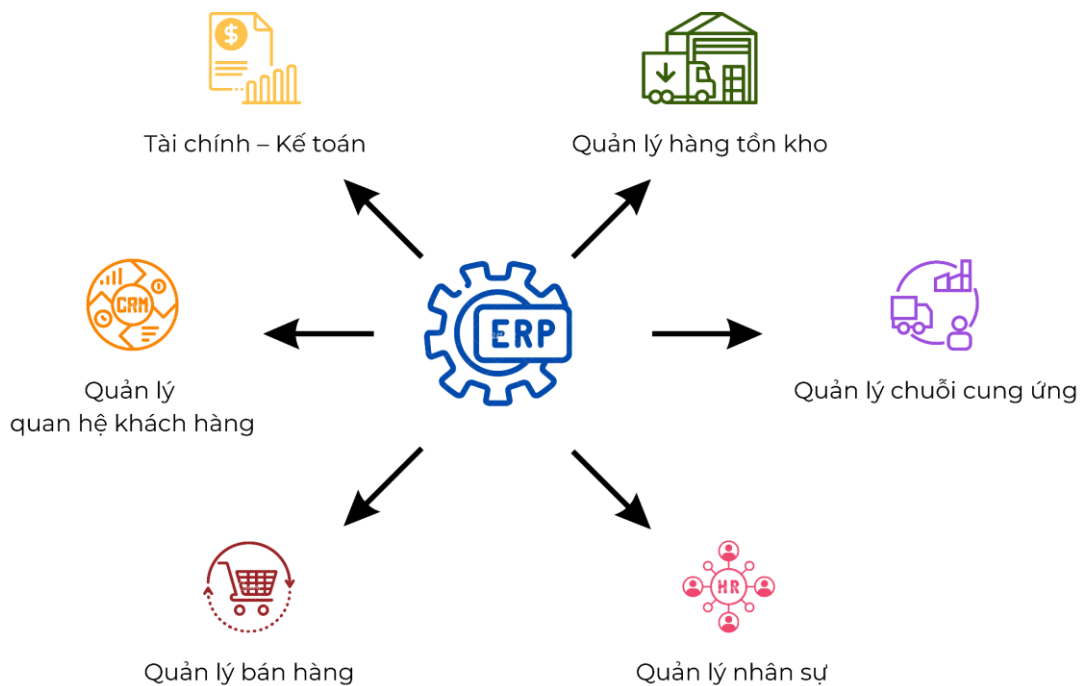 $
Tài chính – Kế toán
Quản lý hàng tồn kho
CRM
ERP
Quản lý
quan hệ khách hàng
Quản lý chuỗi cung ứng
HR
Quản lý bán hàng
Quản lý nhân sự